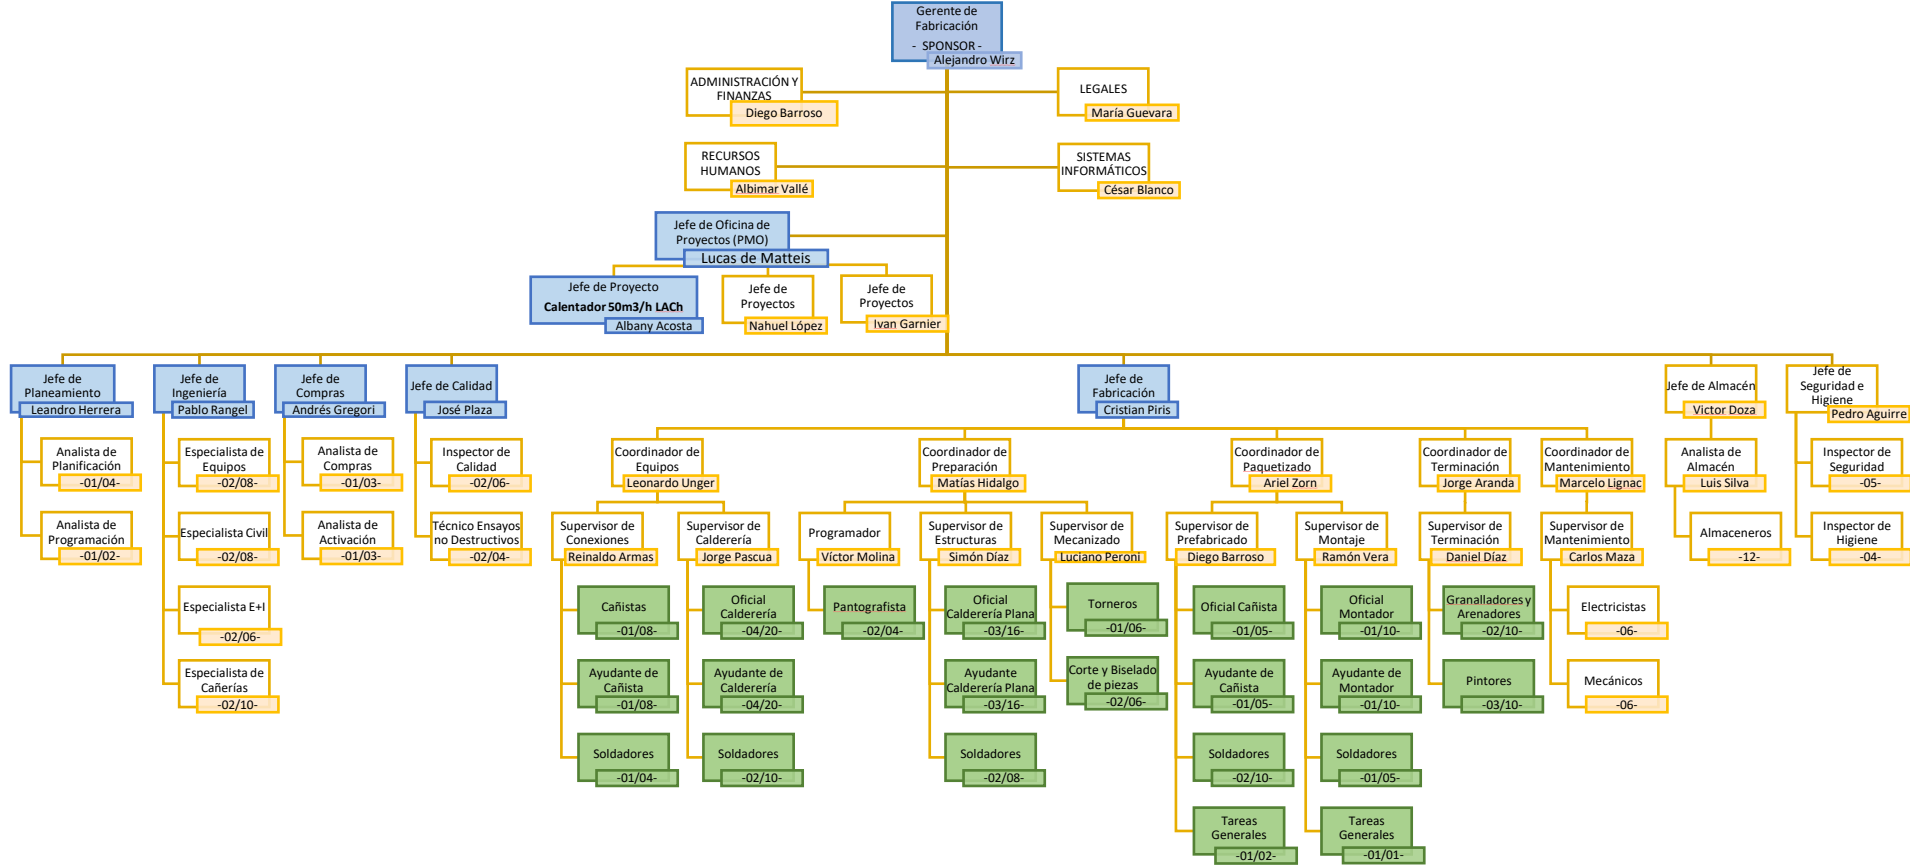 Gerente de
Fabricación
- SPONSOR -
Alejandro Wirz
ADMINISTRACIÓN Y
FINANZAS
Diego Barroso
LEGALES
María Guevara
RECURSOS
HUMANOS
Albimar Vallé
SISTEMAS
INFORMÁTICOS
César Blanco
Jefe de Oficina de
Proyectos (PMO)
Lucas de Matteis
Jefe de Proyecto
Calentador 50m3/h LACh
Albany Acosta
Jefe de
Proyectos
Nahuel López
Jefe de
Proyectos
Ivan Garnier
Jefe de
Planeamiento
Leandro Herrera
Jefe de
Ingeniería
Pablo Rangel
Jefe de
Compras
Andrés Gregori
Jefe de Calidad
José Plaza
Jefe de
Fabricación
Cristian Piris
Jefe de Almacén
Victor Doza
Jefe de
Seguridad e
Higiene
Pedro Aguirre
Analista de
Planificación
-01/04-
Analista de
Programación
-01/02-
Especialista de
Equipos
-02/08-
Especialista Civil
-02/08-
Especialista E+I
-02/06-
Especialista de
Cañerías
-02/10-
Analista de
Compras
-01/03-
Analista de
Activación
-01/03-
Inspector de
Calidad
-02/06-
Técnico Ensayos
no Destructivos
-02/04-
Coordinador de
Equipos
Leonardo Unger
Coordinador de
Preparación
Matías Hidalgo
Coordinador de
Paquetizado
Ariel Zorn
Coordinador de
Terminación
Jorge Aranda
Coordinador de
Mantenimiento
Marcelo Lignac
Analista de
Almacén
Luis Silva
Almaceneros
-12-
Inspector de
Seguridad
-05-
Inspector de
Higiene
-04-
Supervisor de
Conexiones
Reinaldo Armas
Supervisor de
Calderería
Jorge Pascua
Programador
Víctor Molina
Supervisor de
Estructuras
Simón Díaz
Supervisor de
Mecanizado
Luciano Peroni
Supervisor de
Prefabricado
Diego Barroso
Supervisor de
Montaje
Ramón Vera
Supervisor de
Terminación
Daniel Díaz
Supervisor de
Mantenimiento
Carlos Maza
Cañistas
-01/08-
Ayudante de
Cañista
-01/08-
Soldadores
-01/04-
Oficial
Calderería
-04/20-
Ayudante de
Calderería
-04/20-
Soldadores
-02/10-
Pantografista
-02/04-
Oficial
Calderería Plana
-03/16-
Ayudante
Calderería Plana
-03/16-
Soldadores
-02/08-
Torneros
-01/06-
Corte y Biselado
de piezas
-02/06-
Oficial Cañista
-01/05-
Ayudante de
Cañista
-01/05-
Soldadores
-02/10-
Tareas
Generales
-01/02-
Oficial
Montador
-01/10-
Ayudante de
Montador
-01/10-
Soldadores
-01/05-
Tareas
Generales
-01/01-
Granalladores y
Arenadores
-02/10-
Pintores
-03/10-
Electricistas
-06-
Mecánicos
-06-